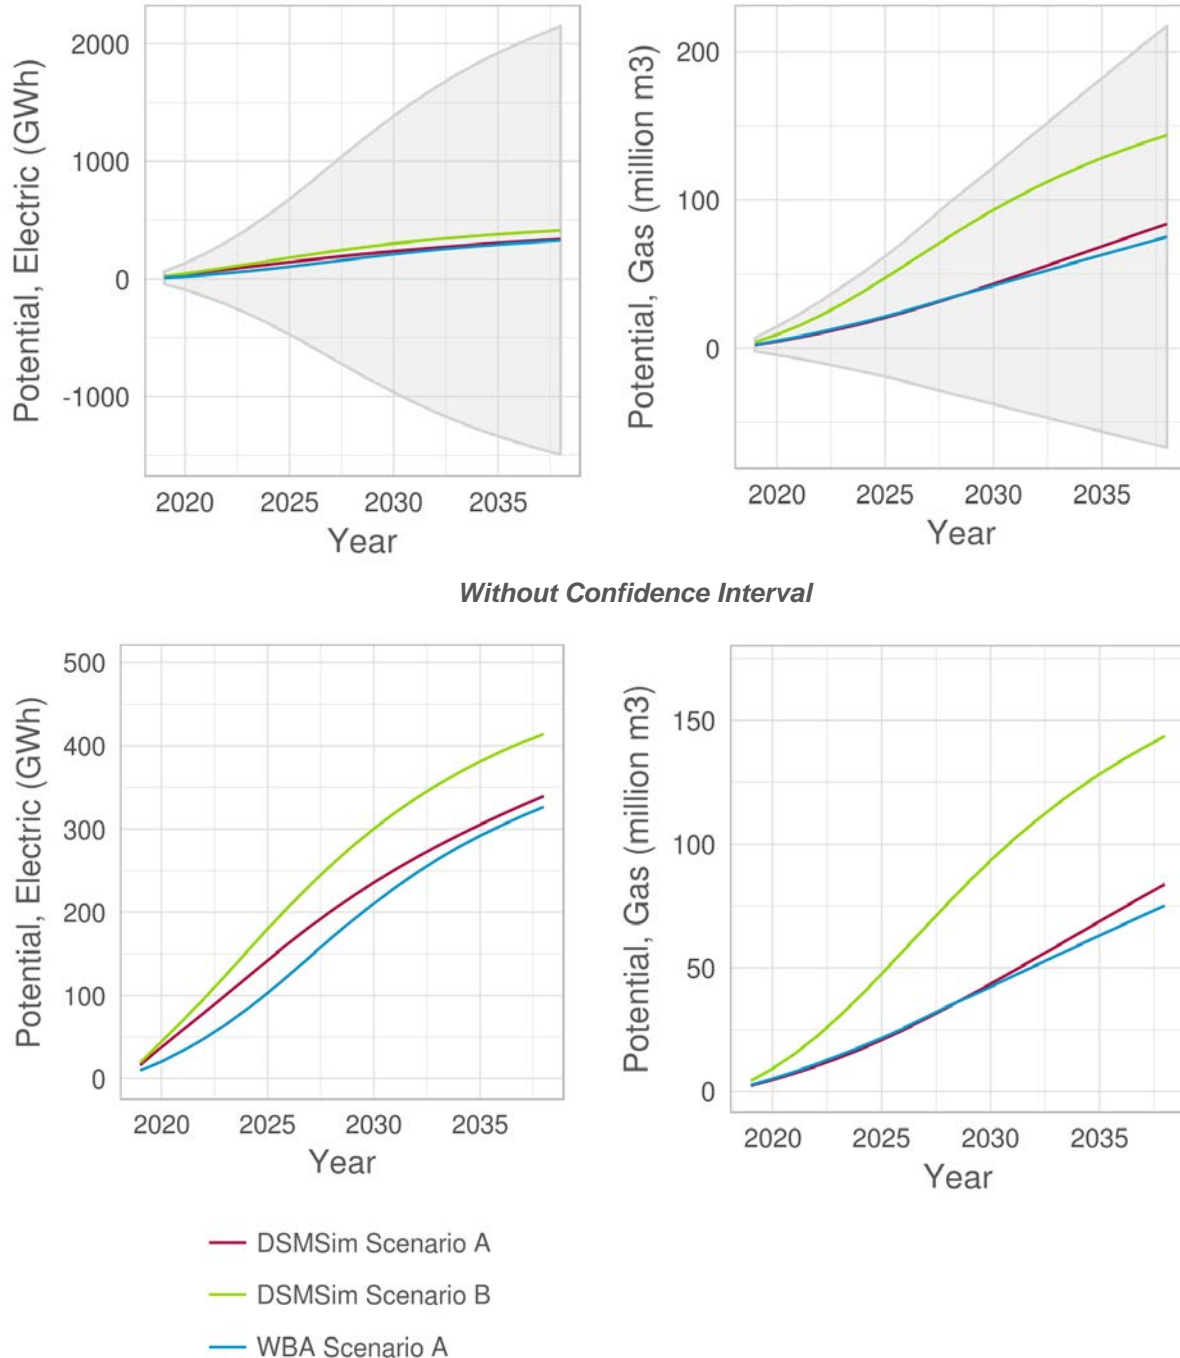 Potential, Electric (GWh)
2000
1000
0
-1000
2020 2025 2030 2035
Year
Potential, Gas (million m3)
200
100
0
2020 2025 2030 2035
Year
Without Confidence Interval
Potential, Electric (GWh)
500
400
300
200
100
0
2020 2025 2030 2035
Year
Potential, Gas (million m3)
150
100
50
0
2020 2025 2030 2035
Year
DSMSim Scenario A
DSMSim Scenario B
WBA Scenario A